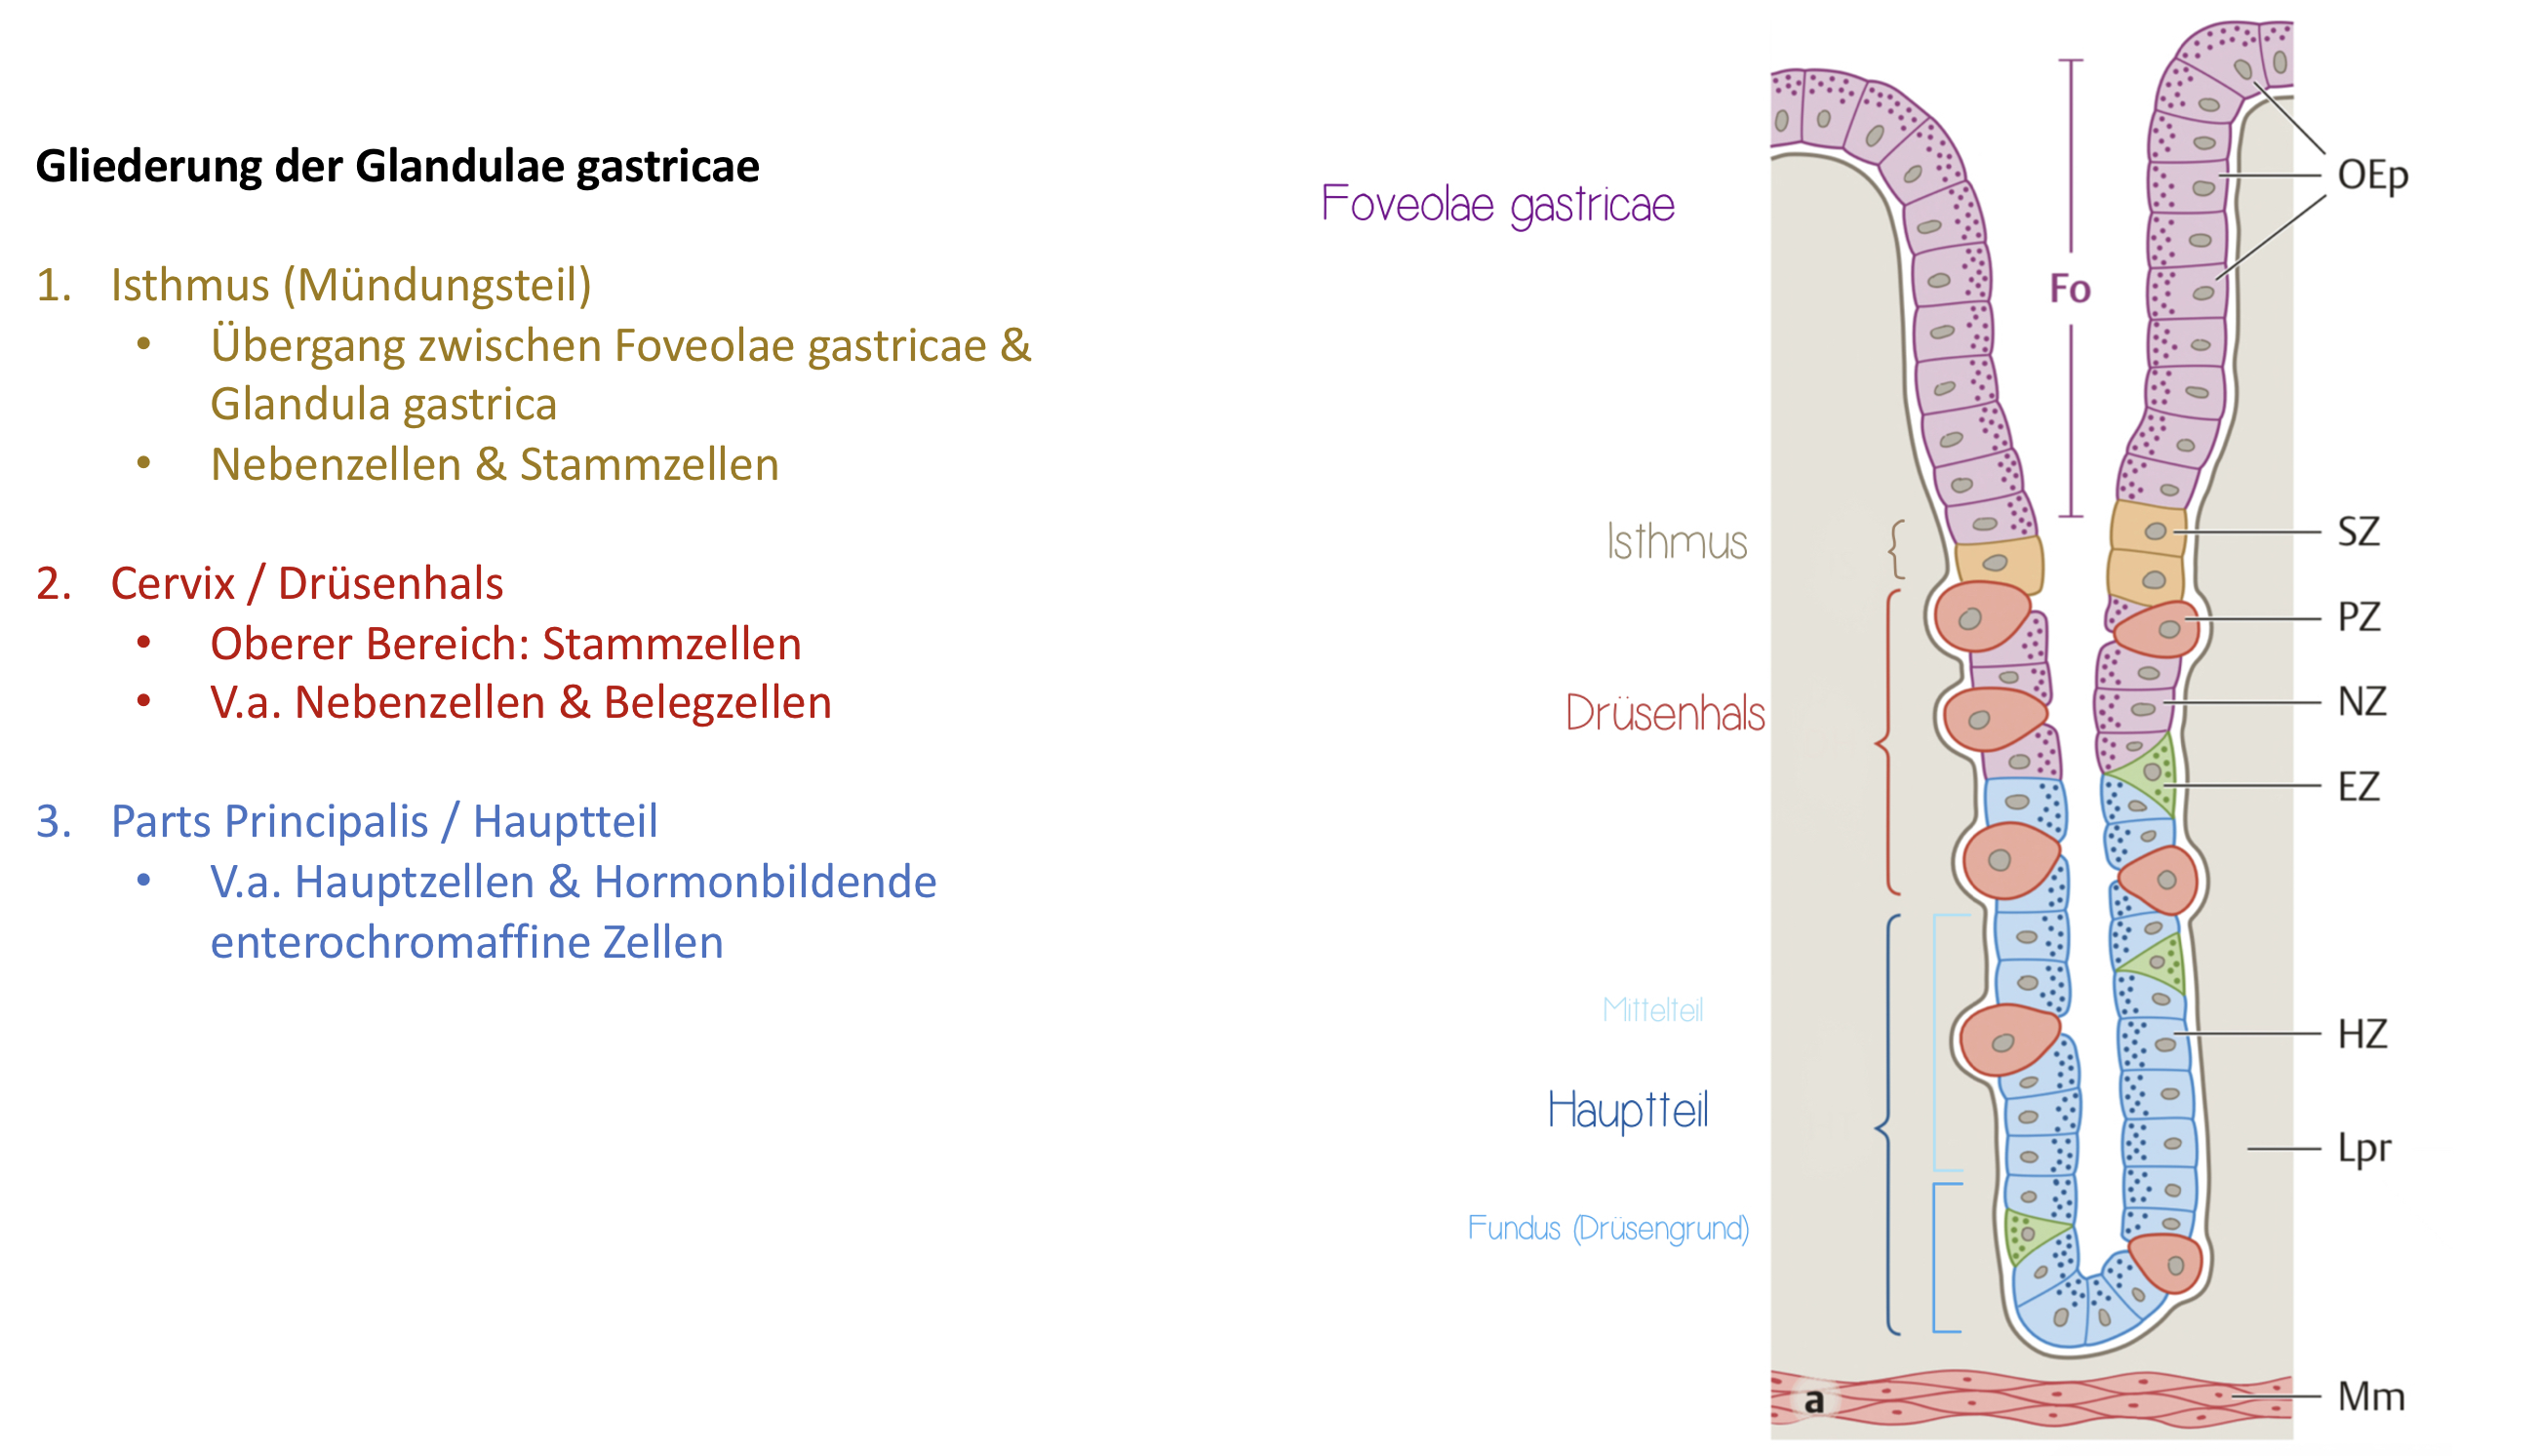 Gliederung der Glandulae gastricae
1. Isthmus (Mündungsteil)
• Übergang zwischen Foveolae gastricae &
Glandula gastrica
• Nebenzellen & Stammzellen
2. Cervix / Drüsenhals
• Oberer Bereich: Stammzellen
• V.a. Nebenzellen & Belegzellen
3. Parts Principalis / Hauptteil
• V.a. Hauptzellen & Hormonbildende
enterochromaffine Zellen
Foveolae gastricae
Isthmus
Drüsenhals
Mittelteil
Hauptteil
Fundus (Drüsengrund)
Fo
OEp
SZ
PZ
NZ
EZ
HZ
Lpr
Mm
a